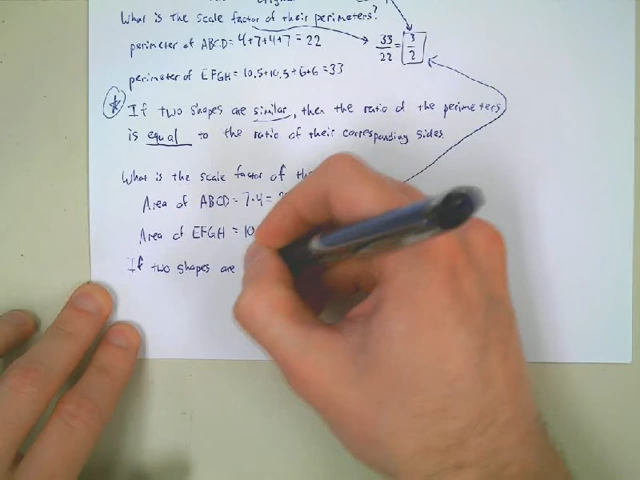 What is the scale factor of their perimeters?
perimeter of ABCD = 4+7+4+7 = 22
33/22 = 3/2
perimeter of EFGH = 10.5+10.5+6+6 = 33
* If two shapes are similar, then the ratio of the perimeters
is equal to the ratio of their corresponding sides.
What is the scale factor of
Area of ABCD = 7·4 =
Area of EFGH =
If two shapes are